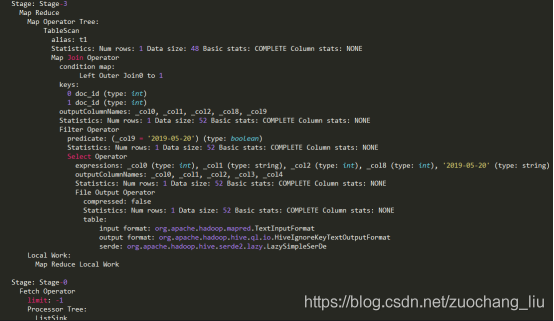 Stage: Stage-3
Map Reduce
Map Operator Tree:
TableScan
alias: t1
Statistics: Num rows: 1 Data size: 48 Basic stats: COMPLETE Column stats: NONE
Map Join Operator
condition map:
Left Outer Join0 to 1
keys:
0 doc_id (type: int)
1 doc_id (type: int)
outputColumnNames: _col0, _col1, _col2, _col8, _col9
Statistics: Num rows: 1 Data size: 52 Basic stats: COMPLETE Column stats: NONE
Filter Operator
predicate: (_col9 = '2019-05-20') (type: boolean)
Statistics: Num rows: 1 Data size: 52 Basic stats: COMPLETE Column stats: NONE
Select Operator
expressions: _col0 (type: int), _col1 (type: string), _col2 (type: int), _col8 (type: int), '2019-05-20' (type: string)
outputColumnNames: _col0, _col1, _col2, _col3, _col4
Statistics: Num rows: 1 Data size: 52 Basic stats: COMPLETE Column stats: NONE
File Output Operator
compressed: false
Statistics: Num rows: 1 Data size: 52 Basic stats: COMPLETE Column stats: NONE
table:
input format: org.apache.hadoop.mapred.TextInputFormat
output format: org.apache.hadoop.hive.ql.io.HiveIgnoreKeyTextOutputFormat
serde: org.apache.hadoop.hive.serde2.lazy.LazySimpleSerDe
Local Work:
Map Reduce Local Work
Stage: Stage-0
Fetch Operator
limit: -1
Processor Tree:
ListSink
https://blog.csdn.net/zuochang_liu